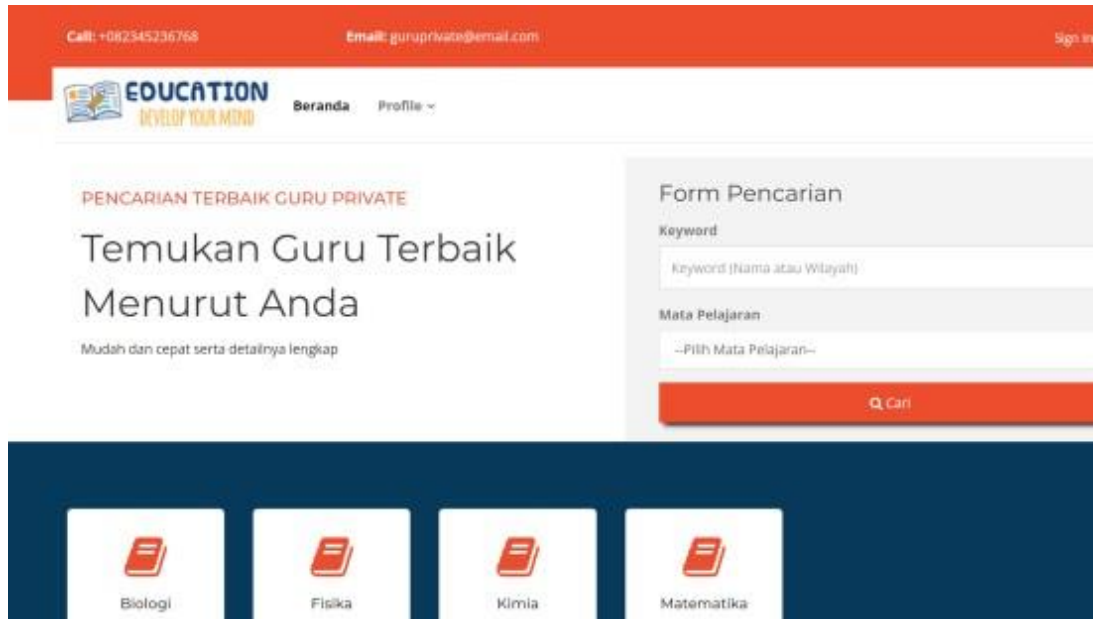 Call: +082345236768 Email: guruprivate@email.com Sign in
EDUCATION
DEVELOP YOUR MIND
Beranda Profile
PENCARIAN TERBAIK GURU PRIVATE
Temukan Guru Terbaik
Menurut Anda
Mudah dan cepat serta detailnya lengkap
Form Pencarian
Keyword
Keyword (Nama atau Wilayah)
Mata Pelajaran
--Pilih Mata Pelajaran--
Cari
Biologi Fisika Kimia Matematika